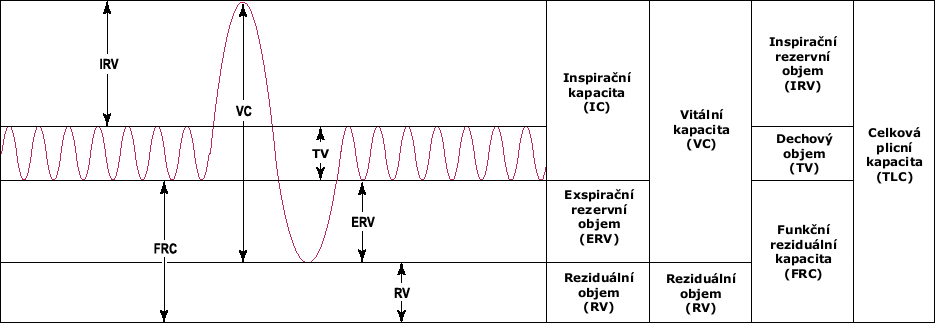 IRV
VC
TV
ERV
FRC
RV
Inspirační
kapacita
(IC)
Exspirační
rezervní
objem
(ERV)
Reziduální
objem
(RV)
Vitální
kapacita
(VC)
Reziduální
objem
(RV)
Inspirační
rezervní
objem
(IRV)
Dechový
objem
(TV)
Funkční
reziduální
kapacita
(FRC)
Celková
plicní
kapacita
(TLC)